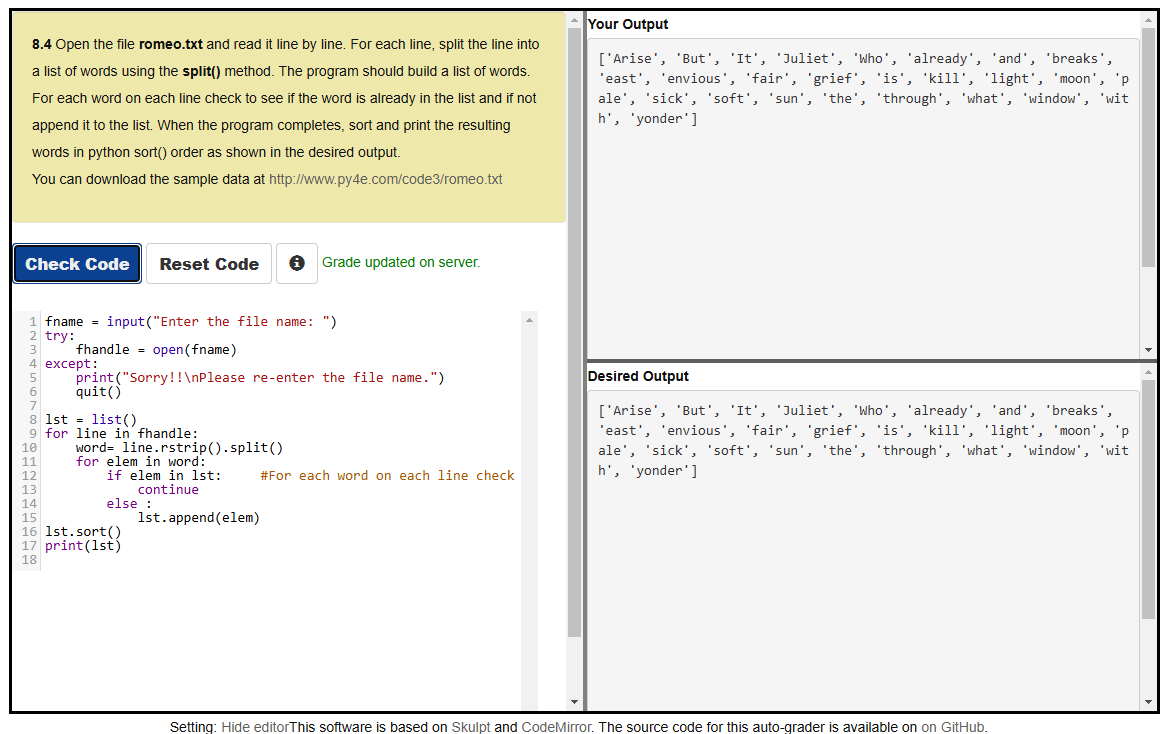 8.4 Open the file romeo.txt and read it line by line. For each line, split the line into
a list of words using the split() method. The program should build a list of words.
For each word on each line check to see if the word is already in the list and if not
append it to the list. When the program completes, sort and print the resulting
words in python sort() order as shown in the desired output.
You can download the sample data at http://www.py4e.com/code3/romeo.txt
Check Code Reset Code Grade updated on server.
1 fname = input("Enter the file name: ")
2 try:
3     fhandle = open(fname)
4 except:
5     print("Sorry!!\nPlease re-enter the file name.")
6     quit()
7
8 lst = list()
9 for line in fhandle:
10     word= line.rstrip().split()
11     for elem in word:
12         if elem in lst:     #For each word on each line check
13             continue
14         else :
15             lst.append(elem)
16 lst.sort()
17 print(lst)
18
Your Output
['Arise', 'But', 'It', 'Juliet', 'Who', 'already', 'and', 'breaks',
'east', 'envious', 'fair', 'grief', 'is', 'kill', 'light', 'moon', 'p
ale', 'sick', 'soft', 'sun', 'the', 'through', 'what', 'window', 'wit
h', 'yonder']
Desired Output
['Arise', 'But', 'It', 'Juliet', 'Who', 'already', 'and', 'breaks',
'east', 'envious', 'fair', 'grief', 'is', 'kill', 'light', 'moon', 'p
ale', 'sick', 'soft', 'sun', 'the', 'through', 'what', 'window', 'wit
h', 'yonder']
Setting: Hide editorThis software is based on Skulpt and CodeMirror. The source code for this auto-grader is available on on GitHub.